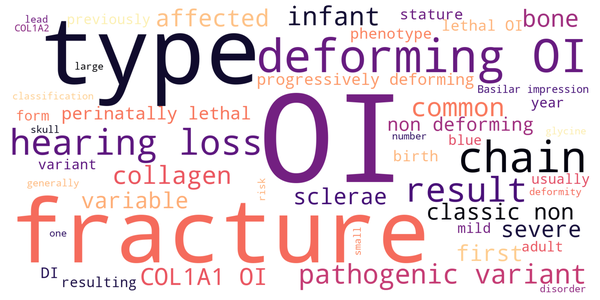 lead
COL1A2
previously
affected
infant
stature
phenotype
lethal OI
bone
type
large
deforming OI
classification
progressively deforming
Basilar impression
year
form
perinatally lethal
OI
common
skull
hearing loss
non deforming
number
blue
glycine
variant
collagen
birth
chain
generally
variable
risk
sclerae
result
usually
deformity
classic non
fracture
mild
severe
one
small
first
adult
DI
resulting
COL1A1 OI
pathogenic variant
disorder